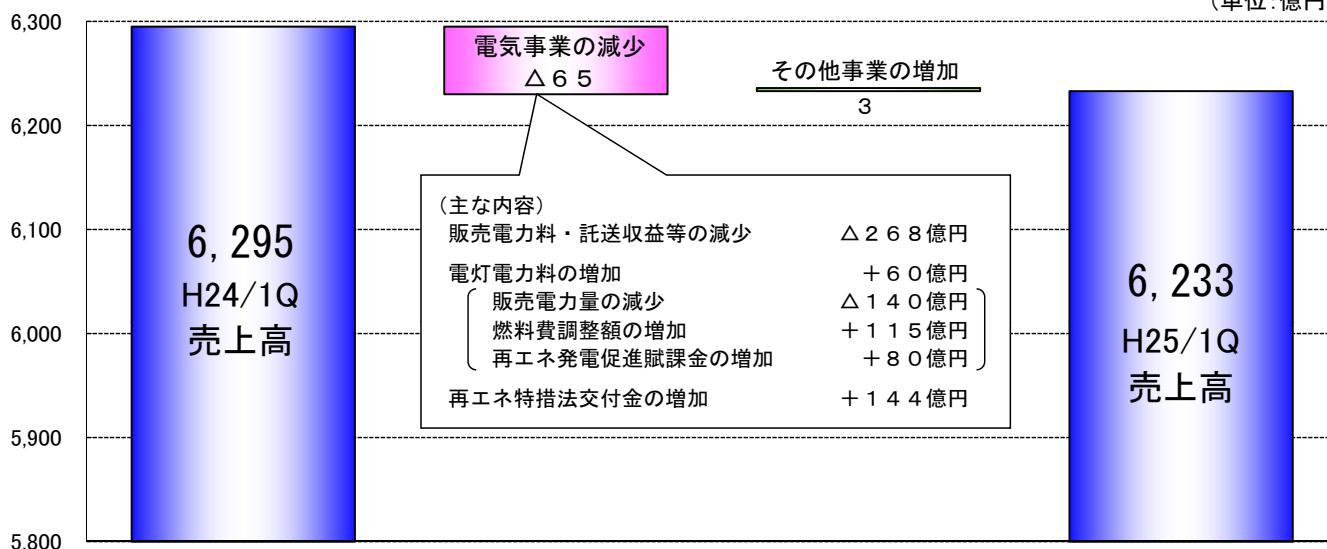 （単位：億円
6,300
6,200
6,100
6,000
5,900
5,800
6,295
H24/1Q
売上高
電気事業の減少
△６５
その他事業の増加
3
（主な内容）
販売電力料・託送収益等の減少 △２６８億円
電灯電力料の増加 ＋６０億円
販売電力量の減少 △１４０億円
燃料費調整額の増加 ＋１１５億円
再エネ発電促進賦課金の増加 ＋８０億円
再エネ特措法交付金の増加 ＋１４４億円
6,233
H25/1Q
売上高